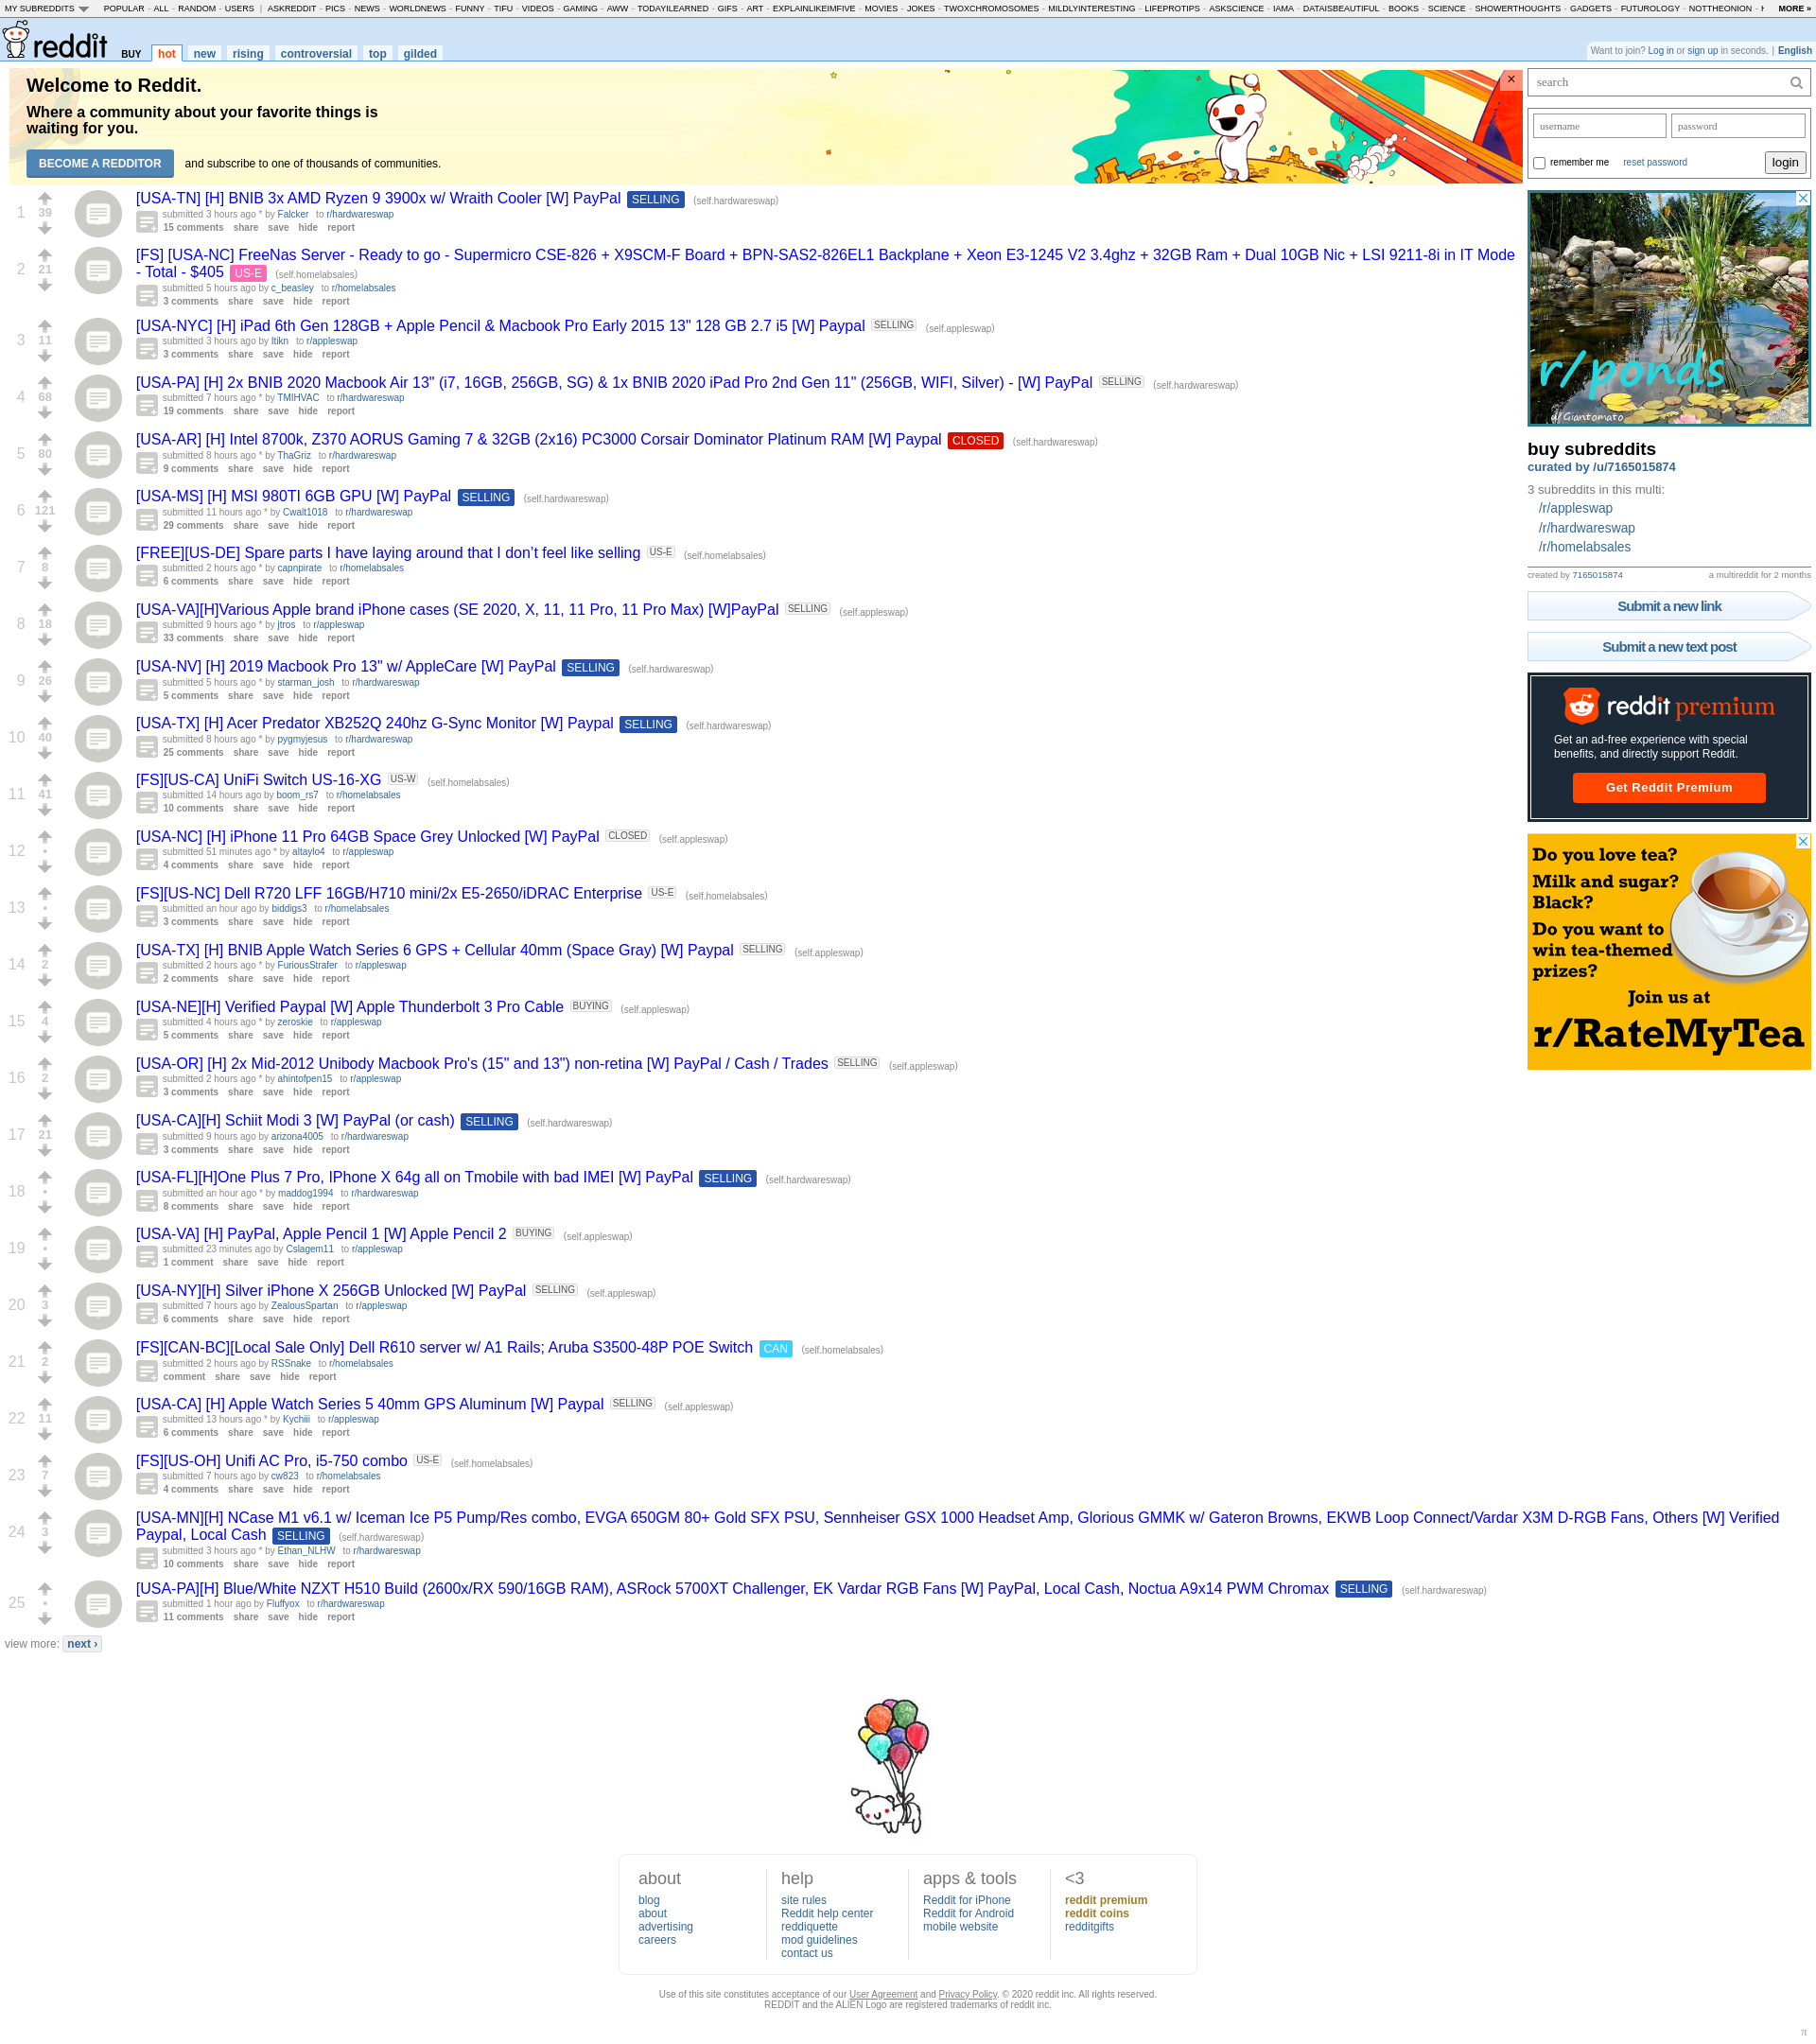 MY SUBREDDITS POPULAR - ALL - RANDOM - USERS | ASKREDDIT - PICS - NEWS - WORLDNEWS - FUNNY - TIFU - VIDEOS - GAMING - AWW - TODAYILEARNED - GIFS - ART - EXPLAINLIKEIMFIVE - MOVIES - JOKES - TWOXCHROMOSOMES - MILDLYINTERESTING - LIFEPROTIPS - ASKSCIENCE - IAMA - DATAISBEAUTIFUL - BOOKS - SCIENCE - SHOWERTHOUGHTS - GADGETS - FUTUROLOGY - NOTTHEONION - MORE »
reddit BUY hot new rising controversial top gilded
Want to join? Log in or sign up in seconds. | English
Welcome to Reddit.
Where a community about your favorite things is
waiting for you.
BECOME A REDDITOR and subscribe to one of thousands of communities.
×
1
39
[USA-TN] [H] BNIB 3x AMD Ryzen 9 3900x w/ Wraith Cooler [W] PayPal SELLING (self.hardwareswap)
submitted 3 hours ago * by Falcker to r/hardwareswap
15 comments share save hide report
2
21
[FS] [USA-NC] FreeNas Server - Ready to go - Supermicro CSE-826 + X9SCM-F Board + BPN-SAS2-826EL1 Backplane + Xeon E3-1245 V2 3.4ghz + 32GB Ram + Dual 10GB Nic + LSI 9211-8i in IT Mode
- Total - $405 US-E (self.homelabsales)
submitted 5 hours ago by c_beasley to r/homelabsales
3 comments share save hide report
3
11
[USA-NYC] [H] iPad 6th Gen 128GB + Apple Pencil & Macbook Pro Early 2015 13" 128 GB 2.7 i5 [W] Paypal SELLING (self.appleswap)
submitted 3 hours ago by ltikn to r/appleswap
3 comments share save hide report
4
68
[USA-PA] [H] 2x BNIB 2020 Macbook Air 13" (i7, 16GB, 256GB, SG) & 1x BNIB 2020 iPad Pro 2nd Gen 11" (256GB, WIFI, Silver) - [W] PayPal SELLING (self.hardwareswap)
submitted 7 hours ago * by TMIHVAC to r/hardwareswap
19 comments share save hide report
5
80
[USA-AR] [H] Intel 8700k, Z370 AORUS Gaming 7 & 32GB (2x16) PC3000 Corsair Dominator Platinum RAM [W] Paypal CLOSED (self.hardwareswap)
submitted 8 hours ago * by ThaGriz to r/hardwareswap
9 comments share save hide report
6
121
[USA-MS] [H] MSI 980TI 6GB GPU [W] PayPal SELLING (self.hardwareswap)
submitted 11 hours ago * by Cwalt1018 to r/hardwareswap
29 comments share save hide report
7
8
[FREE][US-DE] Spare parts I have laying around that I don’t feel like selling US-E (self.homelabsales)
submitted 2 hours ago * by capnpirate to r/homelabsales
6 comments share save hide report
8
18
[USA-VA][H]Various Apple brand iPhone cases (SE 2020, X, 11, 11 Pro, 11 Pro Max) [W]PayPal SELLING (self.appleswap)
submitted 9 hours ago * by jtros to r/appleswap
33 comments share save hide report
9
26
[USA-NV] [H] 2019 Macbook Pro 13" w/ AppleCare [W] PayPal SELLING (self.hardwareswap)
submitted 5 hours ago * by starman_josh to r/hardwareswap
5 comments share save hide report
10
40
[USA-TX] [H] Acer Predator XB252Q 240hz G-Sync Monitor [W] Paypal SELLING (self.hardwareswap)
submitted 8 hours ago * by pygmyjesus to r/hardwareswap
25 comments share save hide report
11
41
[FS][US-CA] UniFi Switch US-16-XG US-W (self.homelabsales)
submitted 14 hours ago by boom_rs7 to r/homelabsales
10 comments share save hide report
12
•
[USA-NC] [H] iPhone 11 Pro 64GB Space Grey Unlocked [W] PayPal CLOSED (self.appleswap)
submitted 51 minutes ago * by altaylo4 to r/appleswap
4 comments share save hide report
13
•
[FS][US-NC] Dell R720 LFF 16GB/H710 mini/2x E5-2650/iDRAC Enterprise US-E (self.homelabsales)
submitted an hour ago by biddigs3 to r/homelabsales
3 comments share save hide report
14
2
[USA-TX] [H] BNIB Apple Watch Series 6 GPS + Cellular 40mm (Space Gray) [W] Paypal SELLING (self.appleswap)
submitted 2 hours ago * by FuriousStrafer to r/appleswap
2 comments share save hide report
15
4
[USA-NE][H] Verified Paypal [W] Apple Thunderbolt 3 Pro Cable BUYING (self.appleswap)
submitted 4 hours ago * by zeroskie to r/appleswap
5 comments share save hide report
16
2
[USA-OR] [H] 2x Mid-2012 Unibody Macbook Pro's (15" and 13") non-retina [W] PayPal / Cash / Trades SELLING (self.appleswap)
submitted 2 hours ago * by ahintofpen15 to r/appleswap
3 comments share save hide report
17
21
[USA-CA][H] Schiit Modi 3 [W] PayPal (or cash) SELLING (self.hardwareswap)
submitted 9 hours ago by arizona4005 to r/hardwareswap
3 comments share save hide report
18
•
[USA-FL][H]One Plus 7 Pro, IPhone X 64g all on Tmobile with bad IMEI [W] PayPal SELLING (self.hardwareswap)
submitted an hour ago * by maddog1994 to r/hardwareswap
8 comments share save hide report
19
•
[USA-VA] [H] PayPal, Apple Pencil 1 [W] Apple Pencil 2 BUYING (self.appleswap)
submitted 23 minutes ago by Cslagem11 to r/appleswap
1 comment share save hide report
20
3
[USA-NY][H] Silver iPhone X 256GB Unlocked [W] PayPal SELLING (self.appleswap)
submitted 7 hours ago by ZealousSpartan to r/appleswap
6 comments share save hide report
21
2
[FS][CAN-BC][Local Sale Only] Dell R610 server w/ A1 Rails; Aruba S3500-48P POE Switch CAN (self.homelabsales)
submitted 2 hours ago by RSSnake to r/homelabsales
comment share save hide report
22
11
[USA-CA] [H] Apple Watch Series 5 40mm GPS Aluminum [W] Paypal SELLING (self.appleswap)
submitted 13 hours ago * by Kychiii to r/appleswap
6 comments share save hide report
23
7
[FS][US-OH] Unifi AC Pro, i5-750 combo US-E (self.homelabsales)
submitted 7 hours ago by cw823 to r/homelabsales
4 comments share save hide report
24
3
[USA-MN][H] NCase M1 v6.1 w/ Iceman Ice P5 Pump/Res combo, EVGA 650GM 80+ Gold SFX PSU, Sennheiser GSX 1000 Headset Amp, Glorious GMMK w/ Gateron Browns, EKWB Loop Connect/Vardar X3M D-RGB Fans, Others [W] Verified
Paypal, Local Cash SELLING (self.hardwareswap)
submitted 3 hours ago * by Ethan_NLHW to r/hardwareswap
10 comments share save hide report
25
•
[USA-PA][H] Blue/White NZXT H510 Build (2600x/RX 590/16GB RAM), ASRock 5700XT Challenger, EK Vardar RGB Fans [W] PayPal, Local Cash, Noctua A9x14 PWM Chromax SELLING (self.hardwareswap)
submitted 1 hour ago by Fluffyox to r/hardwareswap
11 comments share save hide report
view more: next ›
search
username password
remember me reset password login
r/ponds
u/Giantomato
buy subreddits
curated by /u/7165015874
3 subreddits in this multi:
/r/appleswap
/r/hardwareswap
/r/homelabsales
created by 7165015874 a multireddit for 2 months
Submit a new link
Submit a new text post
reddit premium
Get an ad-free experience with special
benefits, and directly support Reddit.
Get Reddit Premium
Do you love tea?
Milk and sugar?
Black?
Do you want to
win tea-themed
prizes?
Join us at
r/RateMyTea
about
blog
about
advertising
careers
help
site rules
Reddit help center
reddiquette
mod guidelines
contact us
apps & tools
Reddit for iPhone
Reddit for Android
mobile website
<3
reddit premium
reddit coins
redditgifts
Use of this site constitutes acceptance of our User Agreement and Privacy Policy. © 2020 reddit inc. All rights reserved.
REDDIT and the ALIEN Logo are registered trademarks of reddit inc.
π